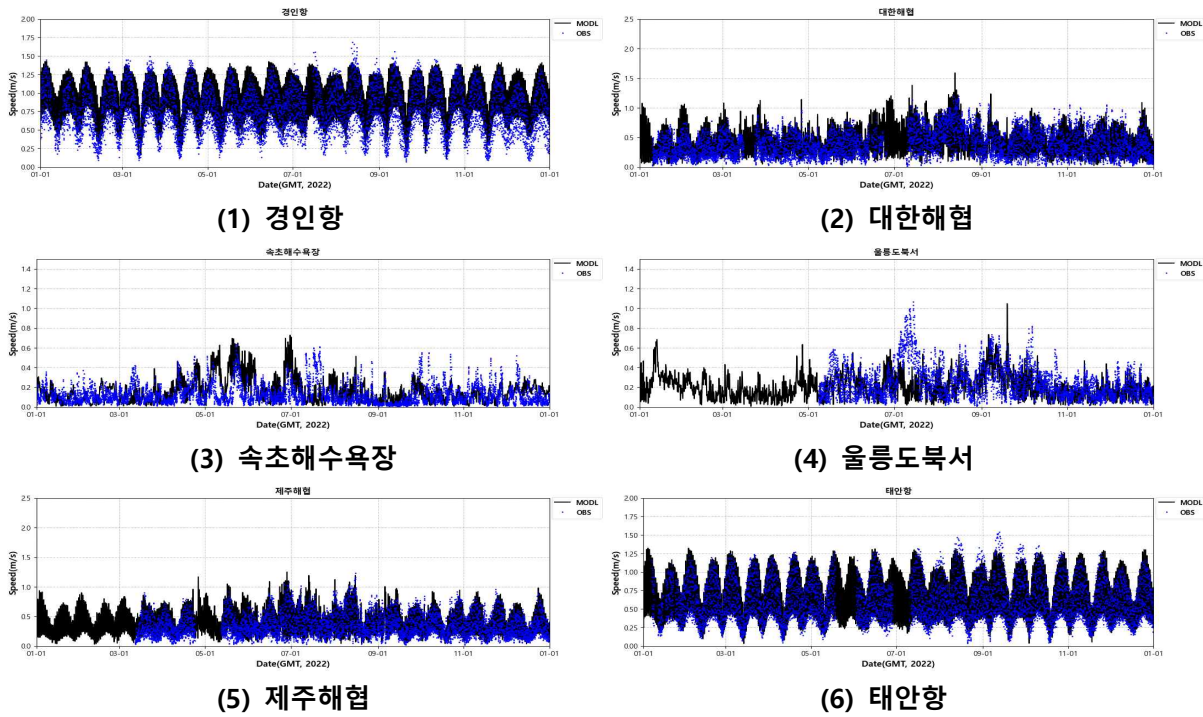 경인항
2.00
1.75
1.50
1.25
1.00
0.75
0.50
0.25
0.00
Speed(m/s)
01-01 03-01 05-01 07-01 09-01 11-01 01-01
Date(GMT, 2022)
MODL
OBS
(1) 경인항
대한해협
2.5
2.0
1.5
1.0
0.5
0.0
Speed(m/s)
01-01 03-01 05-01 07-01 09-01 11-01 01-01
Date(GMT, 2022)
MODL
OBS
(2) 대한해협
속초해수욕장
1.4
1.2
1.0
0.8
0.6
0.4
0.2
0.0
Speed(m/s)
01-01 03-01 05-01 07-01 09-01 11-01 01-01
Date(GMT, 2022)
MODL
OBS
(3) 속초해수욕장
울릉도북서
1.4
1.2
1.0
0.8
0.6
0.4
0.2
0.0
Speed(m/s)
01-01 03-01 05-01 07-01 09-01 11-01 01-01
Date(GMT, 2022)
MODL
OBS
(4) 울릉도북서
제주해협
2.5
2.0
1.5
1.0
0.5
0.0
Speed(m/s)
01-01 03-01 05-01 07-01 09-01 11-01 01-01
Date(GMT, 2022)
MODL
OBS
(5) 제주해협
태안항
2.00
1.75
1.50
1.25
1.00
0.75
0.50
0.25
0.00
Speed(m/s)
01-01 03-01 05-01 07-01 09-01 11-01 01-01
Date(GMT, 2022)
MODL
OBS
(6) 태안항